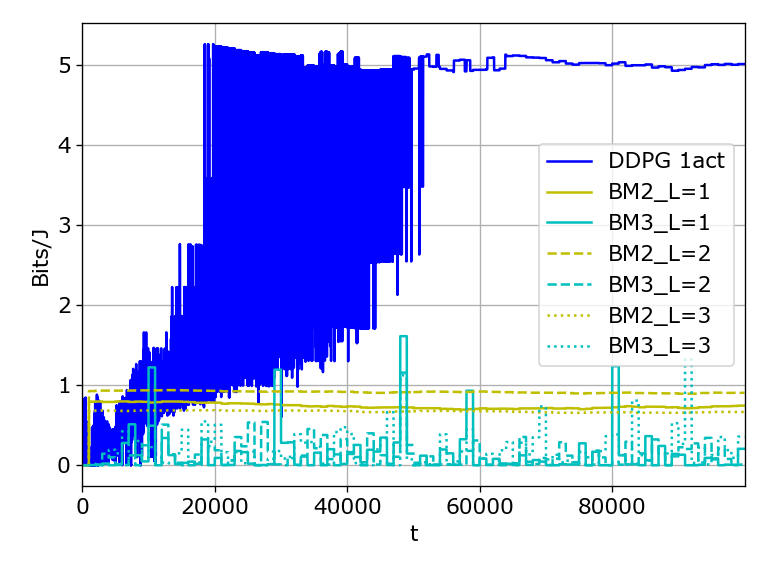 5
4
3
2
1
0
Bits/J
DDPG 1act
BM2_L=1
BM3_L=1
BM2_L=2
BM3_L=2
BM2_L=3
BM3_L=3
0 20000 40000 60000 80000
t